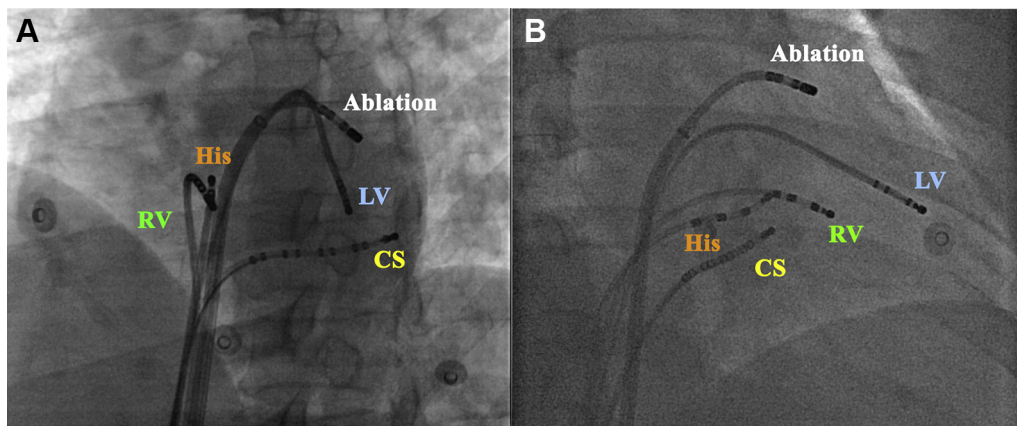 A
Ablation
His
LV
RV
CS
B
Ablation
LV
His
RV
CS